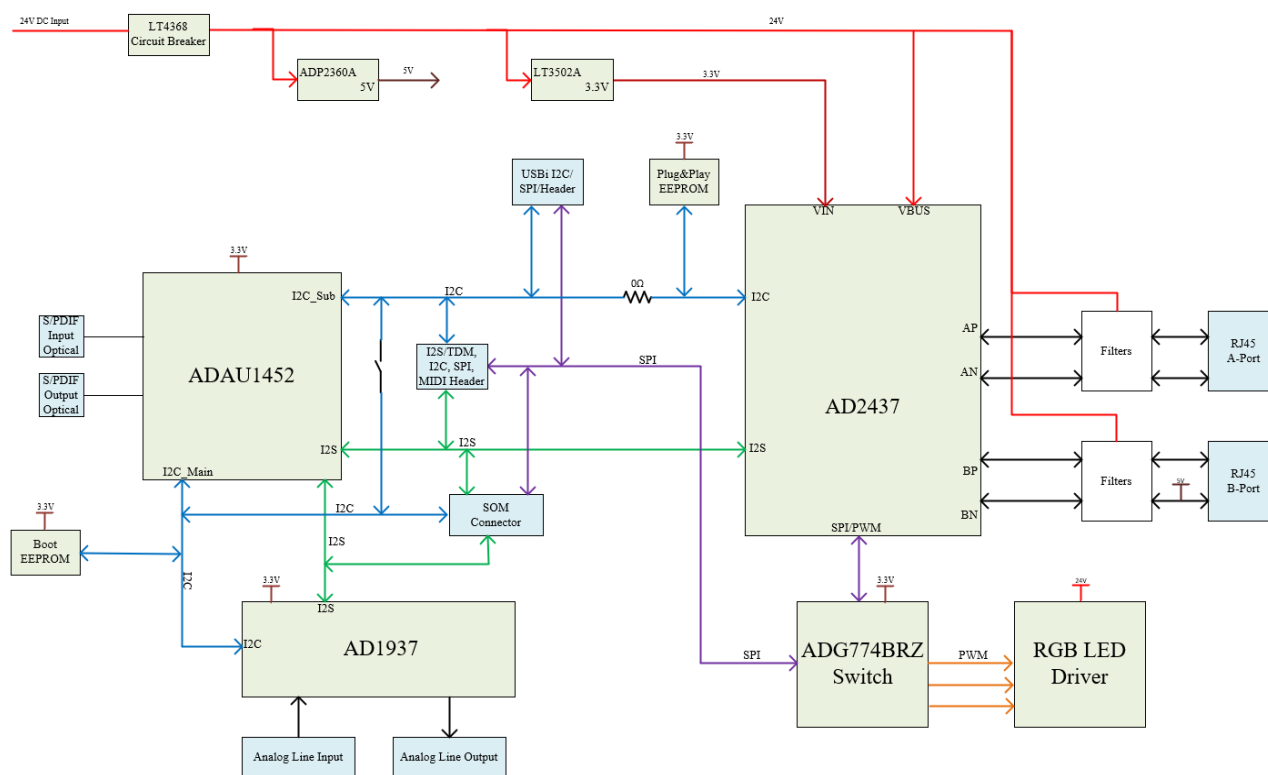 24V DC Input
LT4368
Circuit Breaker
24V
ADP2360A
5V
5V
LT3502A
3.3V
3.3V
USBi I2C/
SPI/Header
3.3V
Plug&Play
EEPROM
VIN
VBUS
3.3V
I2C_Sub
I2C
0Ω
I2C
S/PDIF
Input
Optical
ADAU1452
I2S/TDM,
I2C, SPI,
MIDI Header
SPI
AP
AN
Filters
RJ45
A-Port
S/PDIF
Output
Optical
AD2437
I2S
I2S
I2S
I2C_Main
BP
BN
Filters
5V
RJ45
B-Port
3.3V
Boot
EEPROM
I2C
I2C
I2S
SOM
Connector
SPI/PWM
3.3V
I2S
I2C
AD1937
SPI
3.3V
ADG774BRZ
Switch
PWM
24V
RGB LED
Driver
Analog Line Input
Analog Line Output